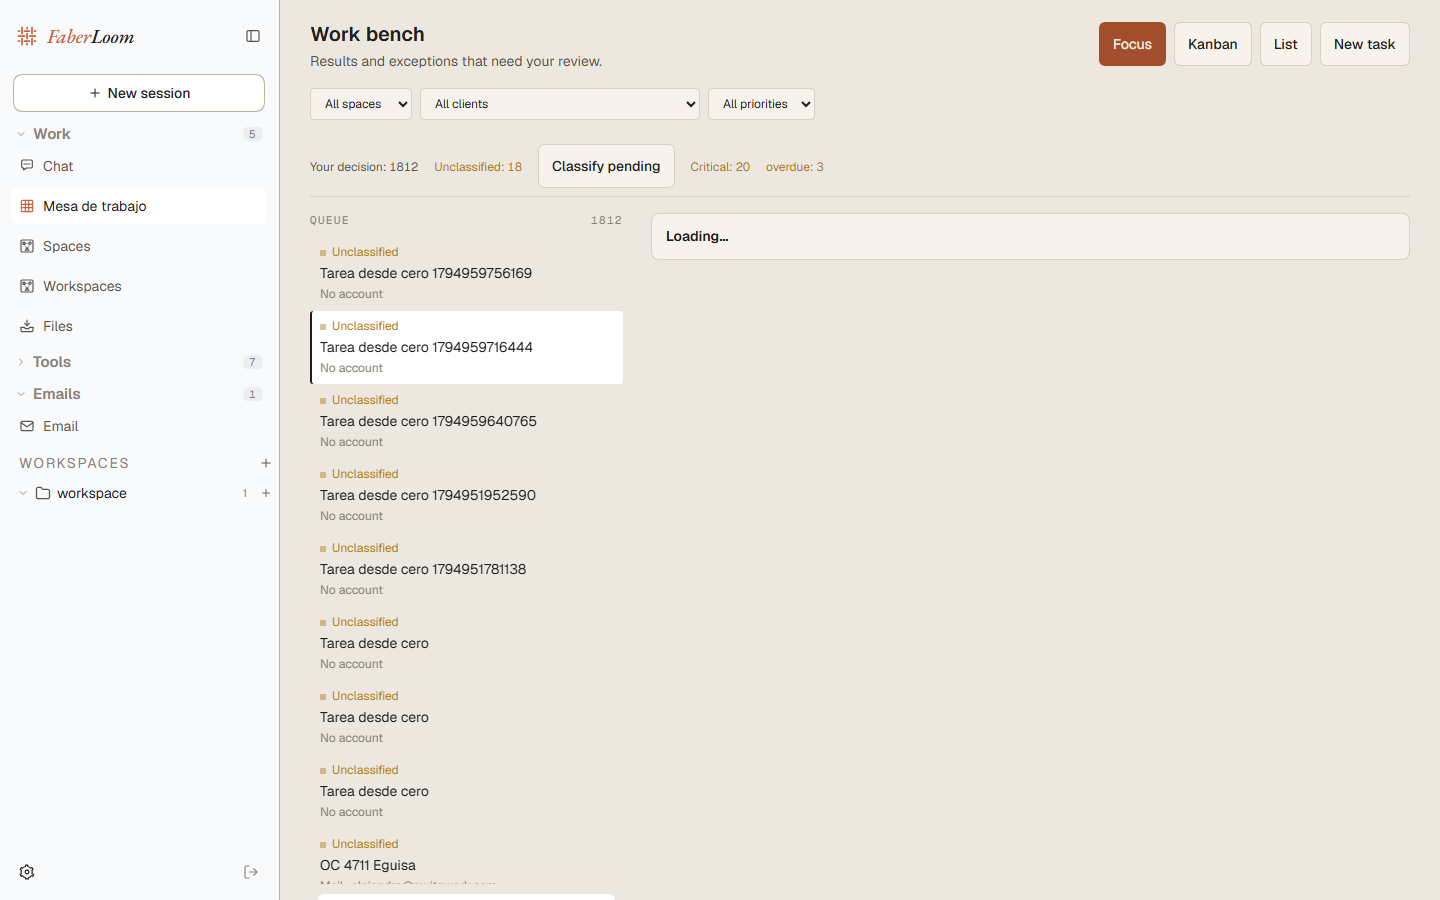 FaberLoom
+ New session
Work 5
Chat
Mesa de trabajo
Spaces
Workspaces
Files
Tools 7
Emails 1
Email
WORKSPACES +
workspace 1 +
Work bench
Results and exceptions that need your review.
Focus
Kanban
List
New task
All spaces
All clients
All priorities
Your decision: 1812
Unclassified: 18
Classify pending
Critical: 20
overdue: 3
QUEUE 1812
Unclassified
Tarea desde cero 1794959756169
No account
Unclassified
Tarea desde cero 1794959716444
No account
Unclassified
Tarea desde cero 1794959640765
No account
Unclassified
Tarea desde cero 1794951952590
No account
Unclassified
Tarea desde cero 1794951781138
No account
Unclassified
Tarea desde cero
No account
Unclassified
Tarea desde cero
No account
Unclassified
Tarea desde cero
No account
Unclassified
OC 4711 Eguisa
Loading...